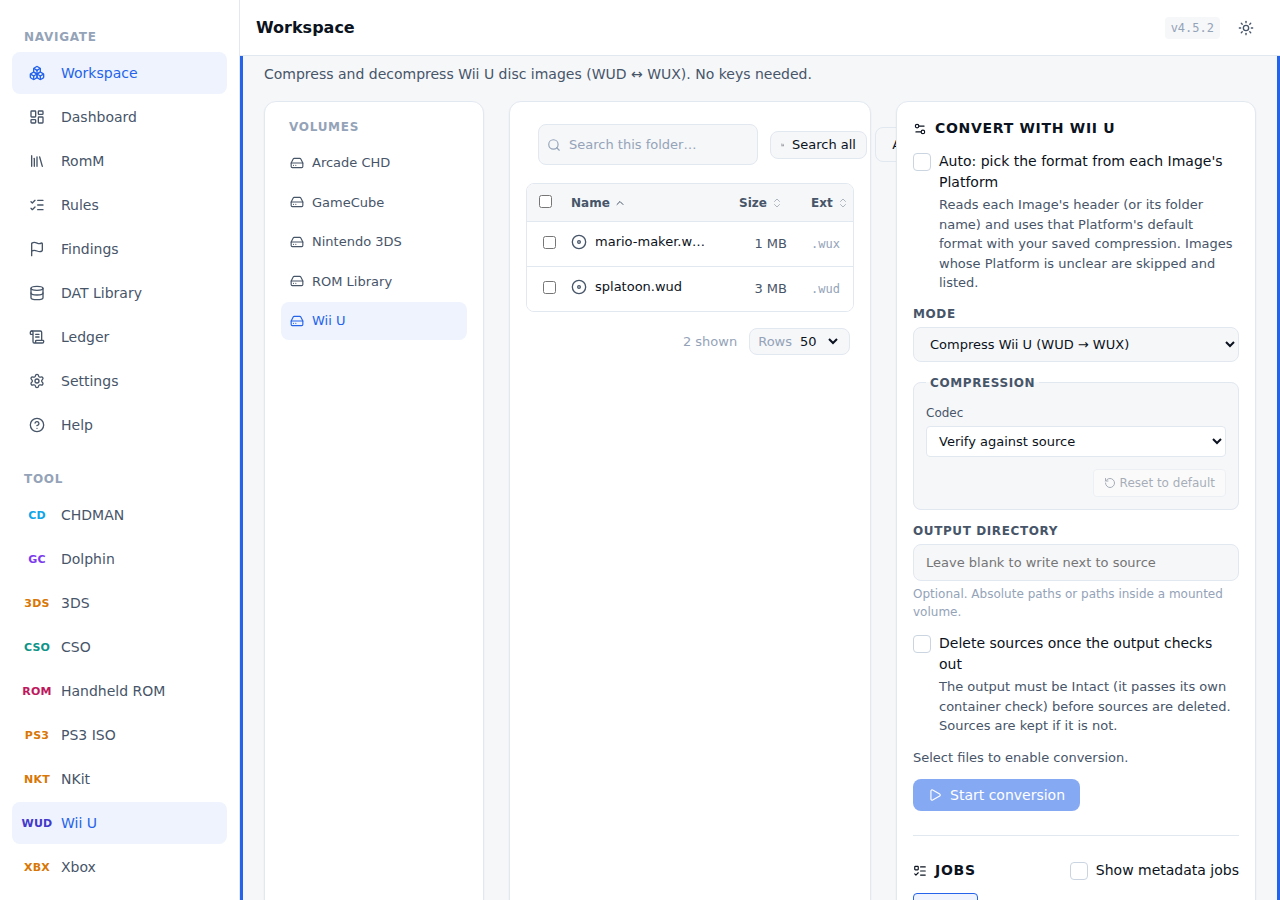 NAVIGATE
Workspace
Dashboard
RomM
Rules
Findings
DAT Library
Ledger
Settings
Help
TOOL
CD CHDMAN
GC Dolphin
3DS 3DS
CSO CSO
ROM Handheld ROM
PS3 PS3 ISO
NKT NKit
WUD Wii U
XBX Xbox
Workspace
v4.5.2
Compress and decompress Wii U disc images (WUD ↔ WUX). No keys needed.
VOLUMES
Arcade CHD
GameCube
Nintendo 3DS
ROM Library
Wii U
Search this folder…
Search all
Name Size Ext
mario-maker.w… 1 MB .wux
splatoon.wud 3 MB .wud
2 shown Rows 50
CONVERT WITH WII U
Auto: pick the format from each Image's
Platform
Reads each Image's header (or its folder
name) and uses that Platform's default
format with your saved compression. Images
whose Platform is unclear are skipped and
listed.
MODE
Compress Wii U (WUD → WUX)
COMPRESSION
Codec
Verify against source
Reset to default
OUTPUT DIRECTORY
Leave blank to write next to source
Optional. Absolute paths or paths inside a mounted
volume.
Delete sources once the output checks
out
The output must be Intact (it passes its own
container check) before sources are deleted.
Sources are kept if it is not.
Select files to enable conversion.
Start conversion
JOBS
Show metadata jobs